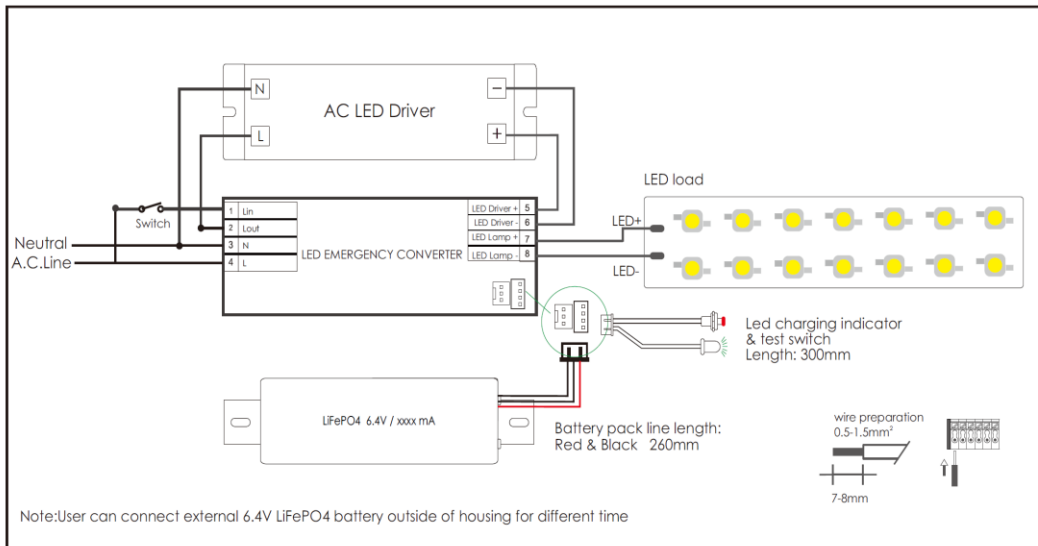 N
AC LED Driver
−
L
+
LED load
Switch
1 Lin
2 Lout
3 N
4 L
LED EMERGENCY CONVERTER
LED Driver + 5
LED Driver - 6
LED Lamp + 7
LED Lamp - 8
LED+
LED-
Neutral
A.C.Line
Led charging indicator
& test switch
Length: 300mm
LiFePO4 6.4V / xxxx mA
Battery pack line length:
Red & Black 260mm
wire preparation
0.5-1.5mm²
7-8mm
Note:User can connect external 6.4V LiFePO4 battery outside of housing for different time